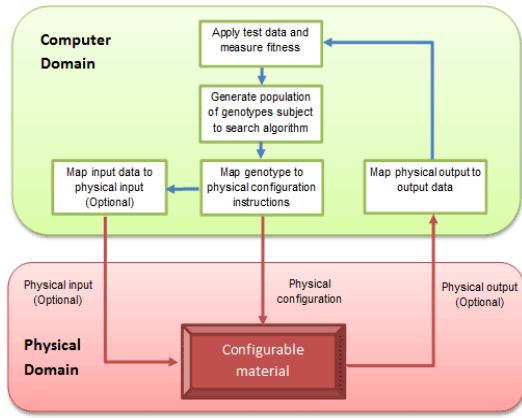 Computer
Domain
Apply test data and
measure fitness
Generate population
of genotypes subject
to search algorithm
Map input data to
physical input
(Optional)
Map genotype to
physical configuration
instructions
Map physical output to
output data
Physical input
(Optional)
Physical
configuration
Physical output
(Optional)
Physical
Domain
Configurable
material